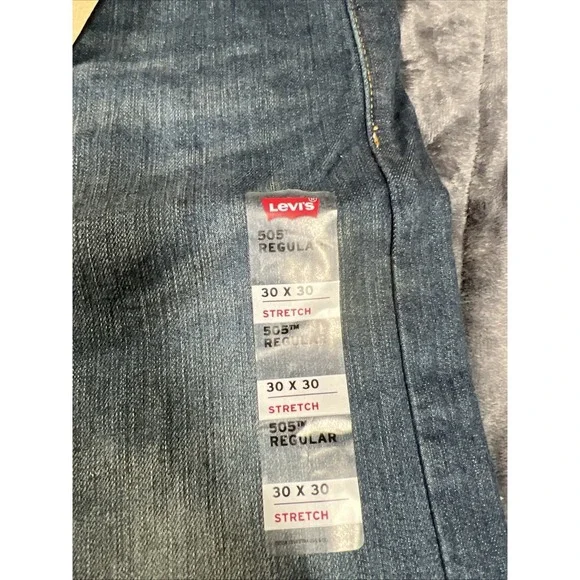 Levi's®
505™
REGULAR
30 X 30
STRETCH
505™
REGULAR
30 X 30
STRETCH
505™
REGULAR
30 X 30
STRETCH